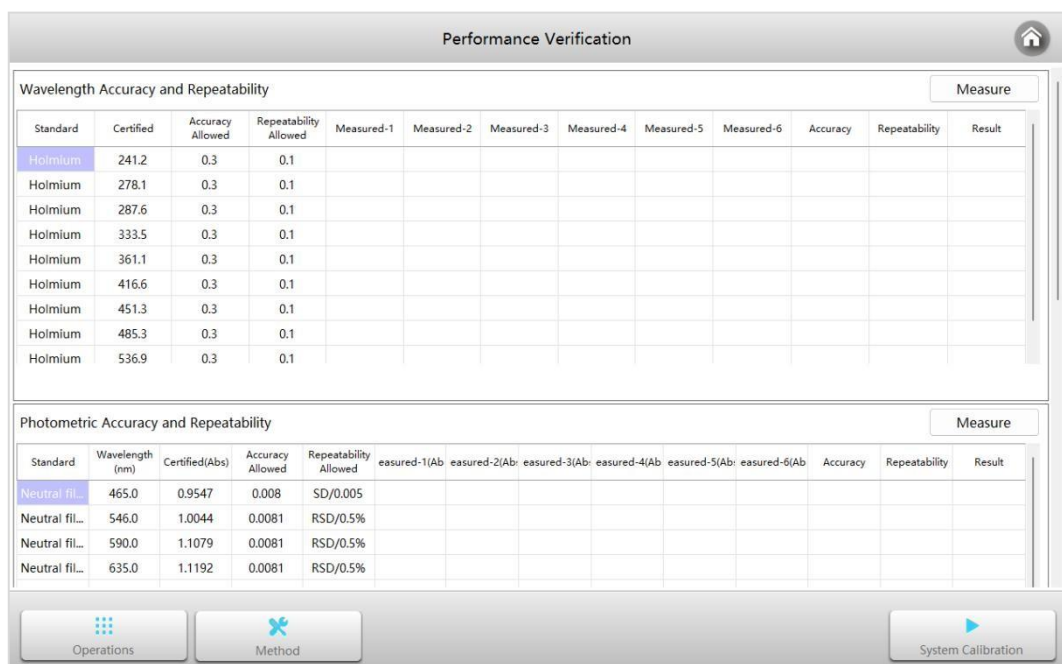 Performance Verification
Wavelength Accuracy and Repeatability Measure
Standard Certified Accuracy Allowed Repeatability Allowed Measured-1 Measured-2 Measured-3 Measured-4 Measured-5 Measured-6 Accuracy Repeatability Result
Holmium 241.2 0.3 0.1
Holmium 278.1 0.3 0.1
Holmium 287.6 0.3 0.1
Holmium 333.5 0.3 0.1
Holmium 361.1 0.3 0.1
Holmium 416.6 0.3 0.1
Holmium 451.3 0.3 0.1
Holmium 485.3 0.3 0.1
Holmium 536.9 0.3 0.1
Photometric Accuracy and Repeatability Measure
Standard Wavelength (nm) Certified(Abs) Accuracy Allowed Repeatability Allowed easured-1(Ab easured-2(Ab easured-3(Ab easured-4(Ab easured-5(Ab easured-6(Ab Accuracy Repeatability Result
Neutral fil... 465.0 0.9547 0.008 SD/0.005
Neutral fil... 546.0 1.0044 0.0081 RSD/0.5%
Neutral fil... 590.0 1.1079 0.0081 RSD/0.5%
Neutral fil... 635.0 1.1192 0.0081 RSD/0.5%
Operations Method System Calibration